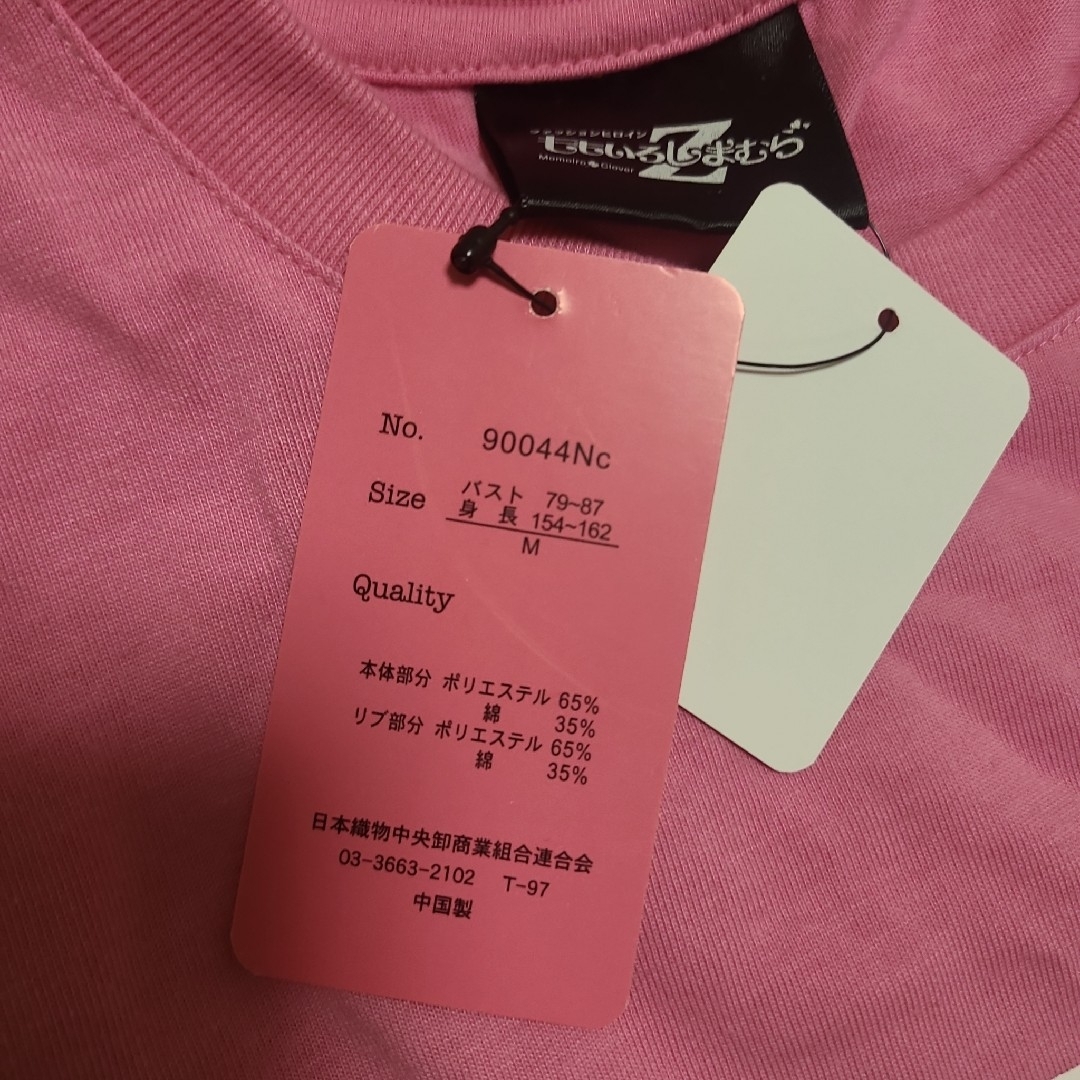 ファッションヒロイン
ももいろしまむらZ
Momoiro Clover
No. 90044Nc
Size バスト 79~87
身 長 154~162
M
Quality
本体部分 ポリエステル 65%
綿 35%
リブ部分 ポリエステル 65%
綿 35%
日本織物中央卸商業組合連合会
03-3663-2102 T-97
中国製